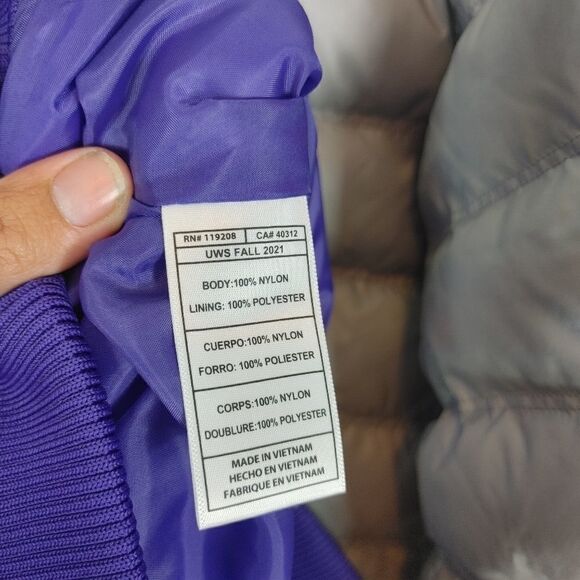 RN# 119208 CA# 40312
UWS FALL 2021
BODY:100% NYLON
LINING: 100% POLYESTER
CUERPO:100% NYLON
FORRO: 100% POLIESTER
CORPS:100% NYLON
DOUBLURE:100% POLYESTER
MADE IN VIETNAM
HECHO EN VIETNAM
FABRIQUE EN VIETNAM